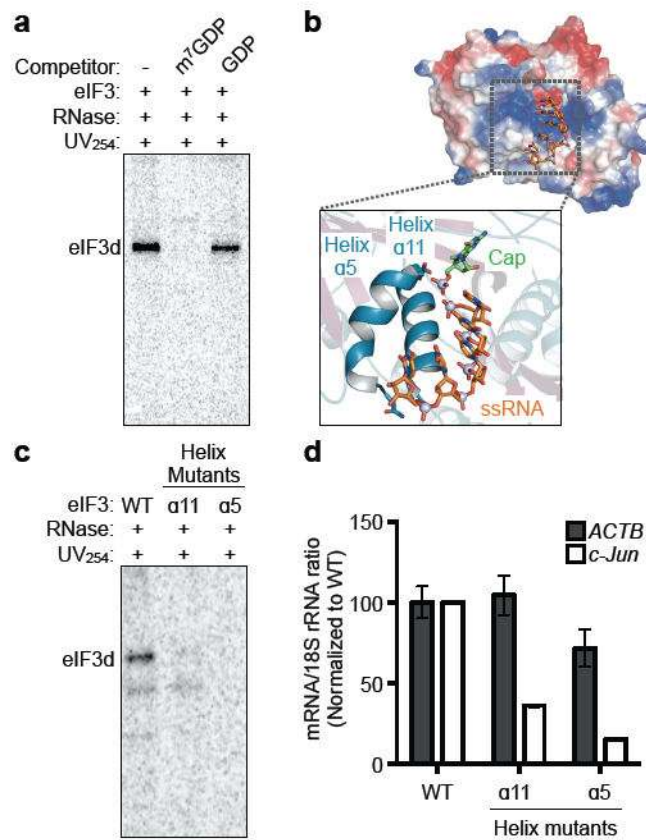 a
Competitor: - m⁷GDP GDP
eIF3: + + +
RNase: + + +
UV₂₅₄: + + +
eIF3d
b
Helix α5
Helix α11
Cap
ssRNA
c
Helix
Mutants
eIF3: WT α11 α5
RNase: + + +
UV₂₅₄: + + +
eIF3d
d
mRNA/18S rRNA ratio
(Normalized to WT)
150
100
50
0
ACTB
c-Jun
WT α11 α5
Helix mutants